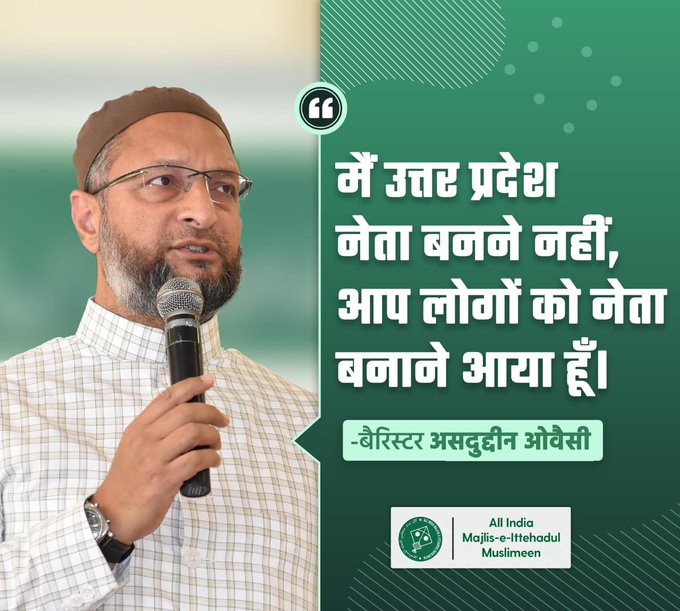 मैं उत्तर प्रदेश
नेता बनने नहीं,
आप लोगों को नेता
बनाने आया हूँ।
-बैरिस्टर असदुद्दीन ओवैसी
All India
Majlis-e-Ittehadul
Muslimeen